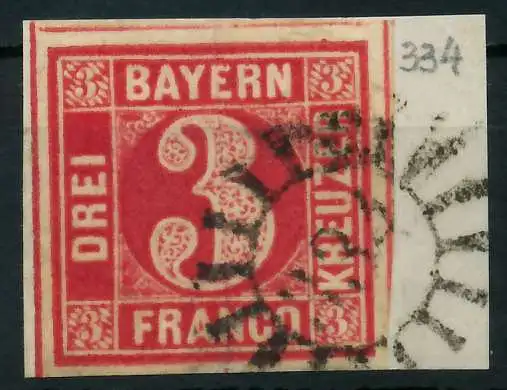 3 BAYERN 3
334
DREI
3
KREUZER
3 FRANCO 3